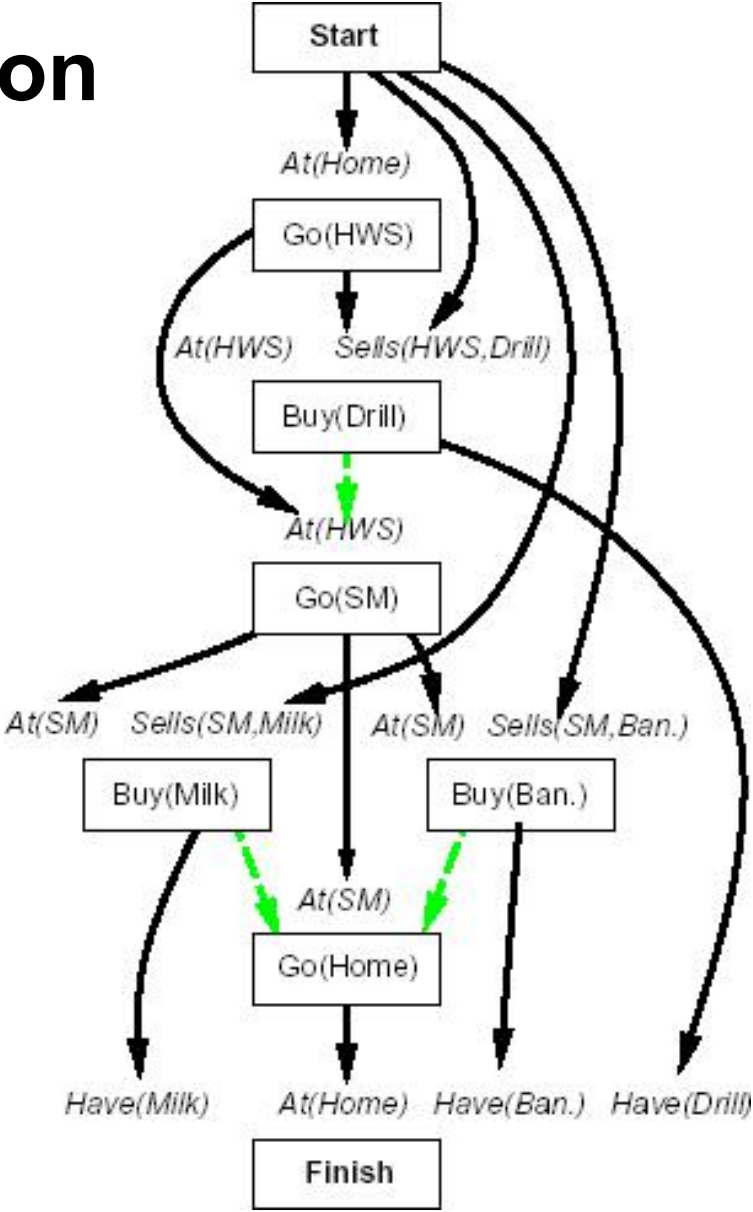 on
Start
At(Home)
Go(HWS)
At(HWS) Sells(HWS,Drill)
Buy(Drill)
At(HWS)
Go(SM)
At(SM) Sells(SM,Milk) At(SM) Sells(SM,Ban.)
Buy(Milk) Buy(Ban.)
At(SM)
Go(Home)
Have(Milk) At(Home) Have(Ban.) Have(Drill)
Finish